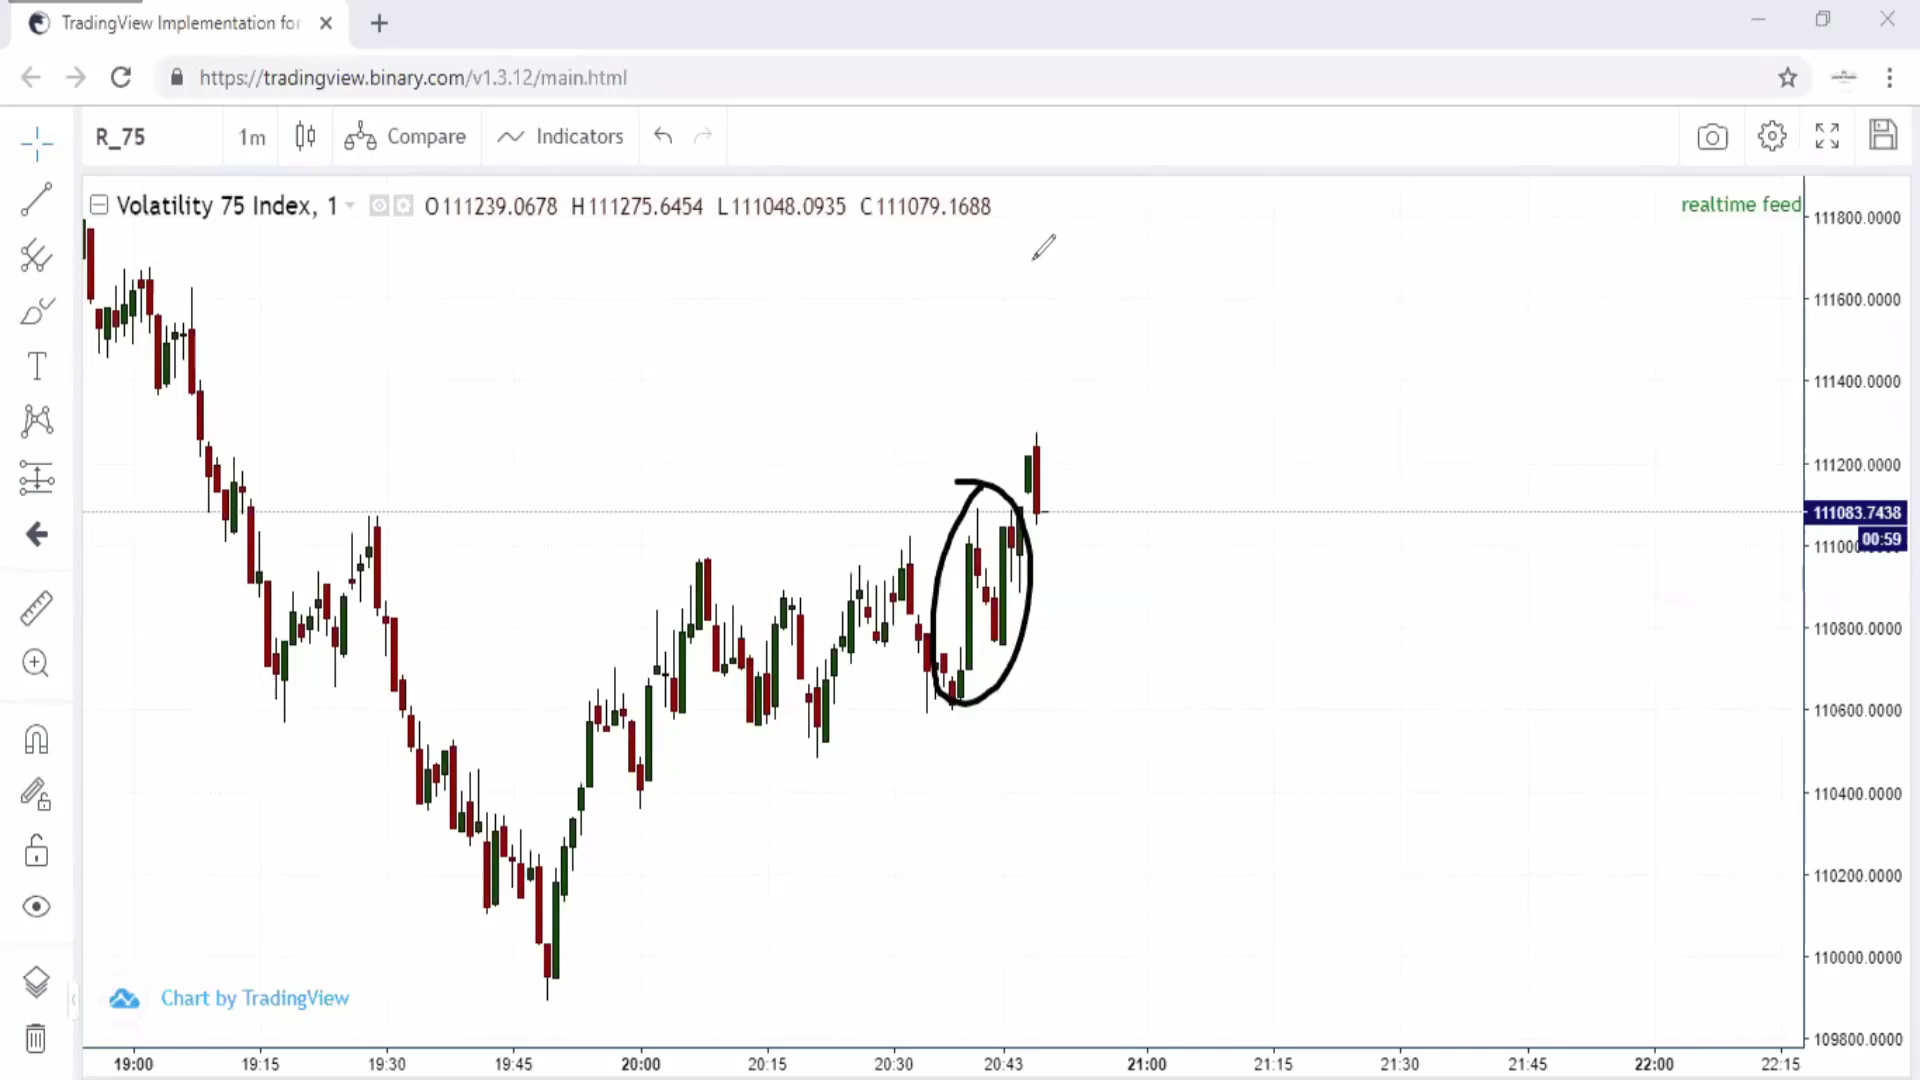 TradingView Implementation for
https://tradingview.binary.com/v1.3.12/main.html
R_75 1m Compare Indicators
Volatility 75 Index, 1 O111239.0678 H111275.6454 L111048.0935 C111079.1688
realtime feed
111800.0000
111600.0000
111400.0000
111200.0000
111083.7438
00:59
110800.0000
110600.0000
110400.0000
110200.0000
110000.0000
109800.0000
Chart by TradingView
19:00 19:15 19:30 19:45 20:00 20:15 20:30 20:43 21:00 21:15 21:30 21:45 22:00 22:15